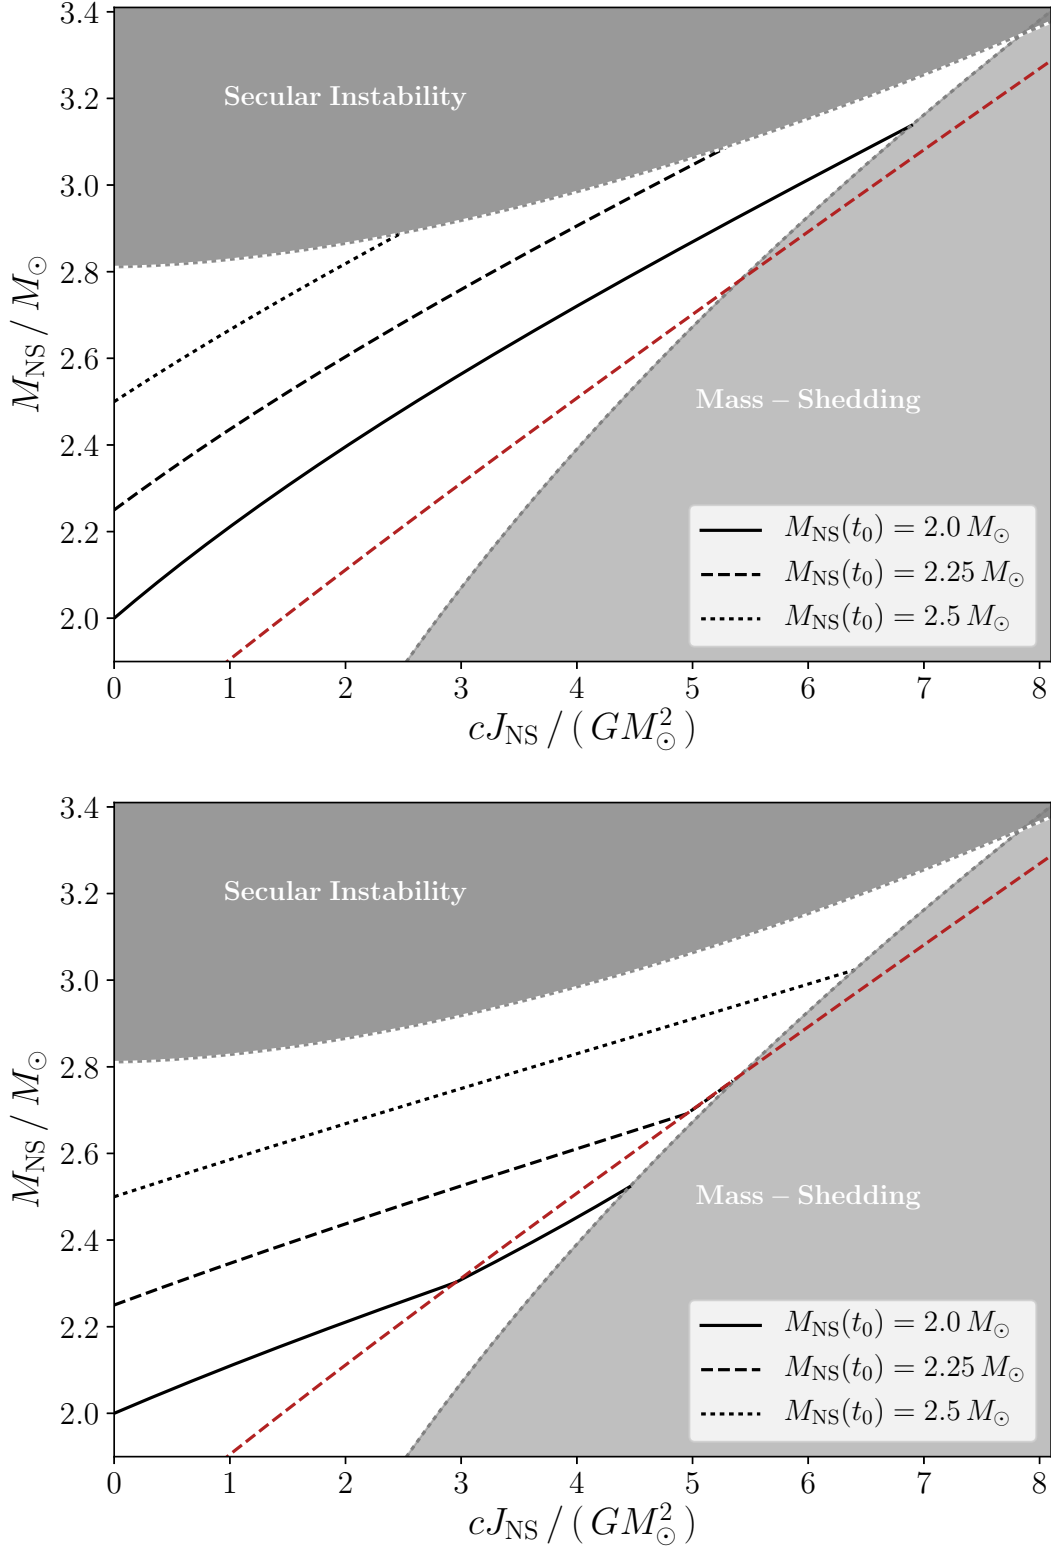 3.4
3.2
3.0
2.8
2.6
2.4
2.2
2.0
M_NS / M_⊙
Secular Instability
Mass – Shedding
M_NS(t_0) = 2.0 M_⊙
M_NS(t_0) = 2.25 M_⊙
M_NS(t_0) = 2.5 M_⊙
0 1 2 3 4 5 6 7 8
cJ_NS / ( GM_⊙^2 )
3.4
3.2
3.0
2.8
2.6
2.4
2.2
2.0
M_NS / M_⊙
Secular Instability
Mass – Shedding
M_NS(t_0) = 2.0 M_⊙
M_NS(t_0) = 2.25 M_⊙
M_NS(t_0) = 2.5 M_⊙
0 1 2 3 4 5 6 7 8
cJ_NS / ( GM_⊙^2 )